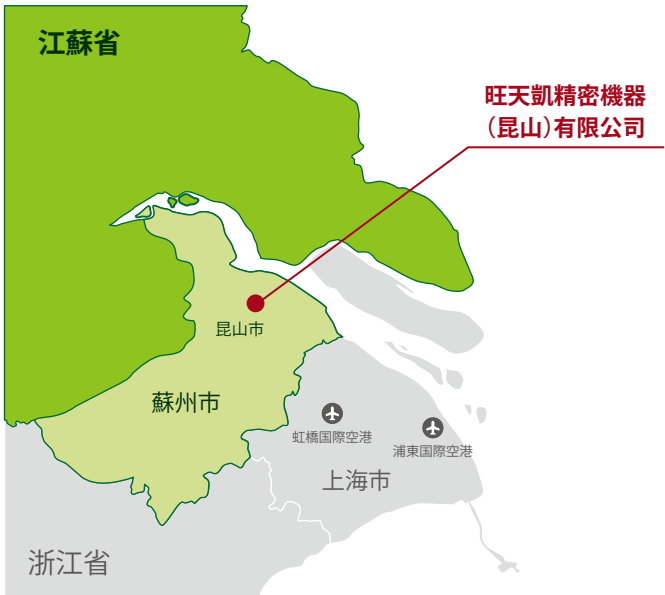 江蘇省
旺天凱精密機器
（昆山）有限公司
昆山市
蘇州市
虹橋国際空港
浦東国際空港
上海市
浙江省